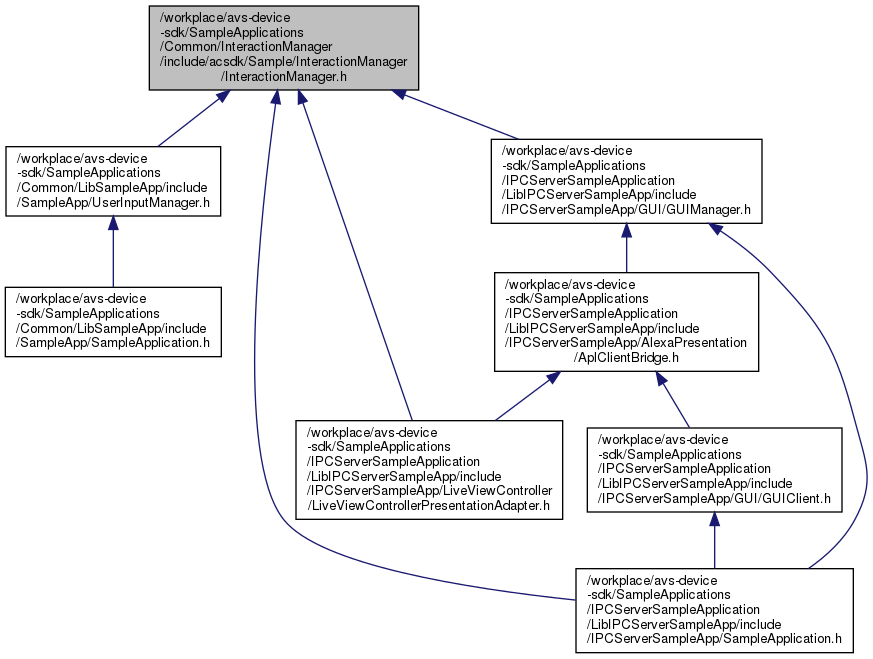 /workplace/avs-device
-sdk/SampleApplications
/Common/InteractionManager
/include/acsdk/Sample/InteractionManager
/InteractionManager.h
/workplace/avs-device
-sdk/SampleApplications
/Common/LibSampleApp/include
/SampleApp/UserInputManager.h
/workplace/avs-device
-sdk/SampleApplications
/IPCServerSampleApplication
/LibIPCServerSampleApp/include
/IPCServerSampleApp/GUI/GUIManager.h
/workplace/avs-device
-sdk/SampleApplications
/Common/LibSampleApp/include
/SampleApp/SampleApplication.h
/workplace/avs-device
-sdk/SampleApplications
/IPCServerSampleApplication
/LibIPCServerSampleApp/include
/IPCServerSampleApp/AlexaPresentation
/AplClientBridge.h
/workplace/avs-device
-sdk/SampleApplications
/IPCServerSampleApplication
/LibIPCServerSampleApp/include
/IPCServerSampleApp/LiveViewController
/LiveViewControllerPresentationAdapter.h
/workplace/avs-device
-sdk/SampleApplications
/IPCServerSampleApplication
/LibIPCServerSampleApp/include
/IPCServerSampleApp/GUI/GUIClient.h
/workplace/avs-device
-sdk/SampleApplications
/IPCServerSampleApplication
/LibIPCServerSampleApp/include
/IPCServerSampleApp/SampleApplication.h